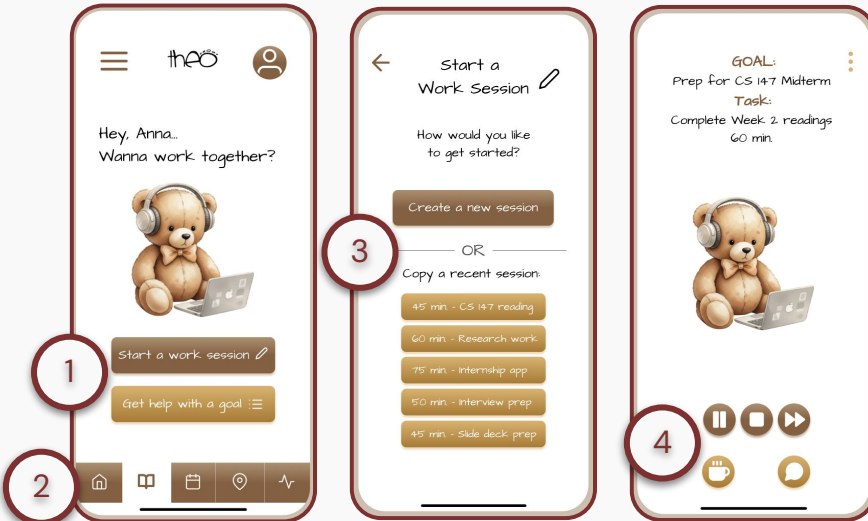 theo
Hey, Anna...
Wanna work together?
1
Start a work session
Get help with a goal
2
Start a
Work Session
How would you like
to get started?
Create a new session
3
OR
Copy a recent session:
45 min. - CS 147 reading
60 min. - Research work
75 min. - Internship app
50 min. - Interview prep
45 min. - Slide deck prep
GOAL:
Prep for CS 147 Midterm
Task:
Complete Week 2 readings
60 min.
4